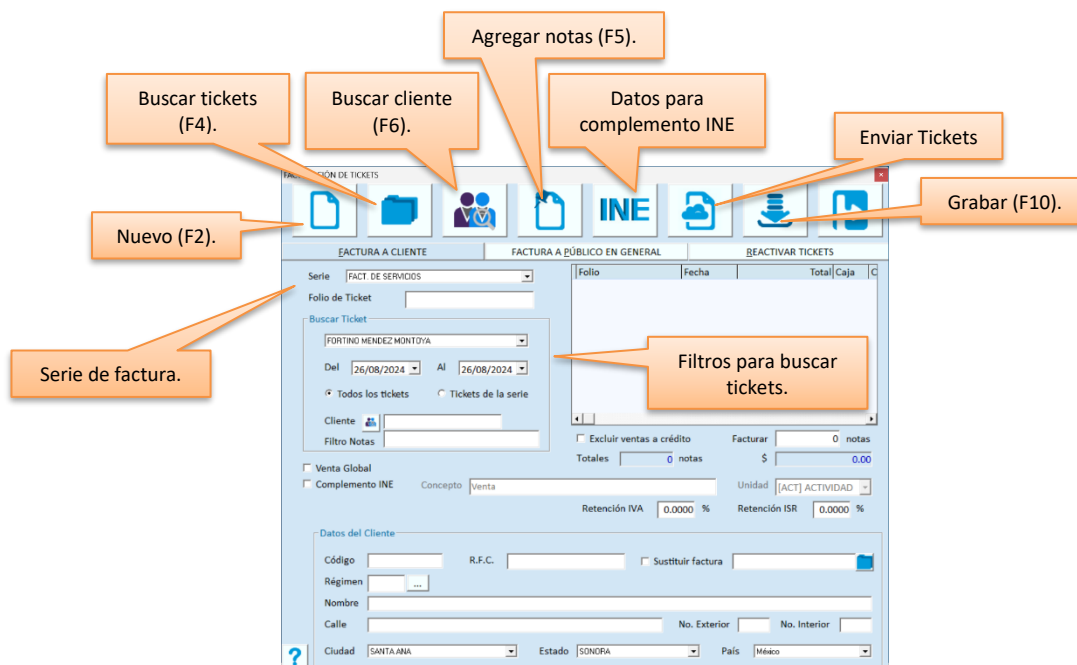 Agregar notas (F5).
Buscar tickets
(F4).
Buscar cliente
(F6).
Datos para
complemento INE
Enviar Tickets
Grabar (F10).
Nuevo (F2).
INE
FACTURA A CLIENTE
FACTURA A PÚBLICO EN GENERAL
REACTIVAR TICKETS
Serie FACT. DE SERVICIOS
Folio Fecha Total Caja C
Folio de Ticket
Buscar Ticket
FORTINO MENDEZ MONTOYA
Serie de factura.
Filtros para buscar
tickets.
Del 26/08/2024 Al 26/08/2024
Todos los tickets Tickets de la serie
Cliente
Filtro Notas
Excluir ventas a crédito Facturar 0 notas
Totales 0 notas $ 0.00
Venta Global
Complemento INE Concepto Venta Unidad [ACT] ACTIVIDAD
Retención IVA 0.0000 % Retención ISR 0.0000 %
Datos del Cliente
Código R.F.C. Sustituir factura
Régimen ...
Nombre
Calle No. Exterior No. Interior
? Ciudad SANTA ANA Estado SONORA País México